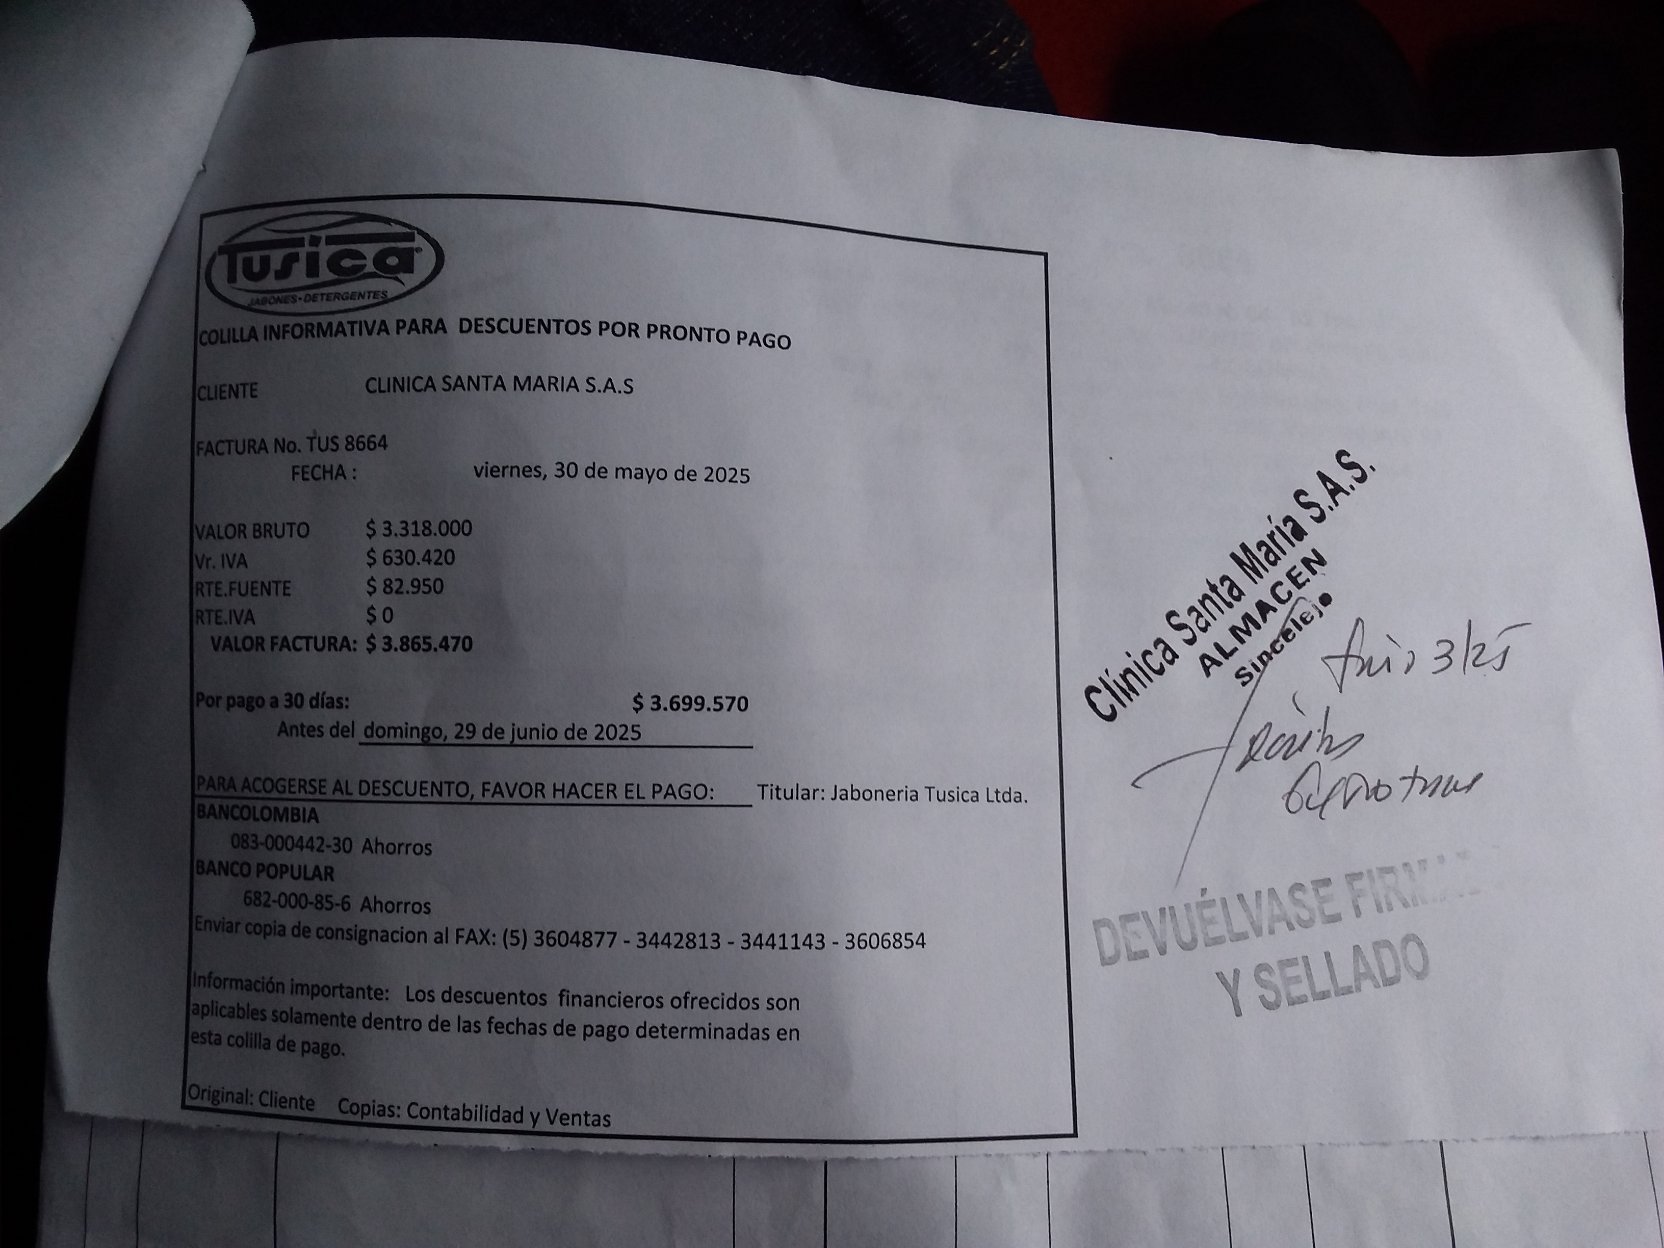 Tusica
JABONES-DETERGENTES
COLILLA INFORMATIVA PARA DESCUENTOS POR PRONTO PAGO
CLIENTE CLINICA SANTA MARIA S.A.S
FACTURA No. TUS 8664
FECHA : viernes, 30 de mayo de 2025
VALOR BRUTO $ 3.318.000
Vr. IVA $ 630.420
RTE.FUENTE $ 82.950
RTE.IVA $ 0
VALOR FACTURA: $ 3.865.470
Por pago a 30 días: $ 3.699.570
Antes del domingo, 29 de junio de 2025
PARA ACOGERSE AL DESCUENTO, FAVOR HACER EL PAGO: Titular: Jaboneria Tusica Ltda.
BANCOLOMBIA
083-000442-30 Ahorros
BANCO POPULAR
682-000-85-6 Ahorros
Enviar copia de consignacion al FAX: (5) 3604877 - 3442813 - 3441143 - 3606854
Información importante: Los descuentos financieros ofrecidos son
aplicables solamente dentro de las fechas de pago determinadas en
esta colilla de pago.
Original: Cliente Copias: Contabilidad y Ventas
Clínica Santa María S.A.S.
ALMACEN
Sincelejo
3/25
DEVUÉLVASE
Y SELLADO